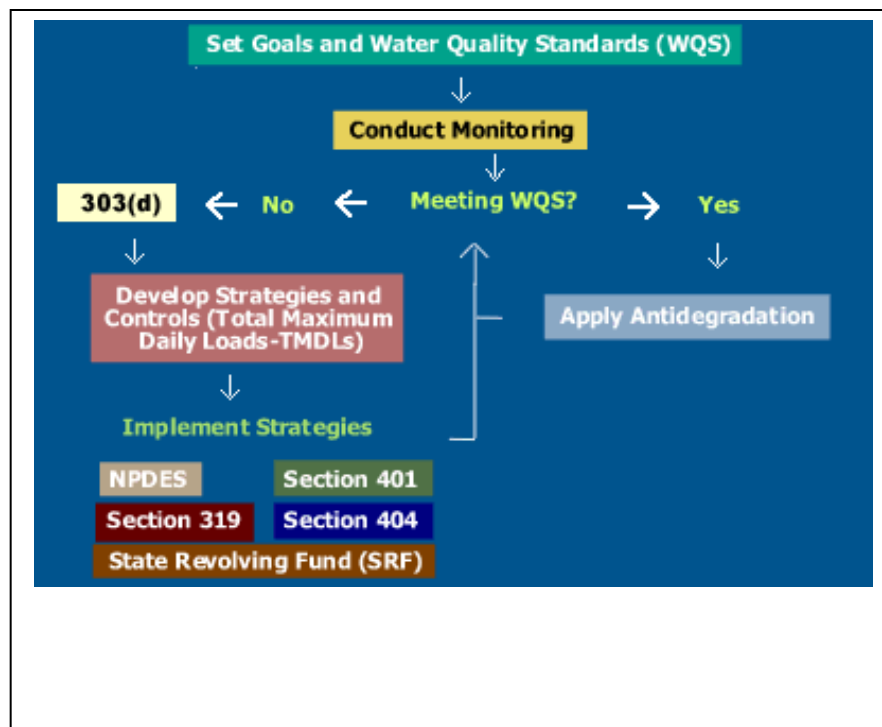 Set Goals and Water Quality Standards (WQS)
Conduct Monitoring
303(d)
No
Meeting WQS?
Yes
Develop Strategies and
Controls (Total Maximum
Daily Loads-TMDLs)
Apply Antidegradation
Implement Strategies
NPDES
Section 401
Section 319
Section 404
State Revolving Fund (SRF)